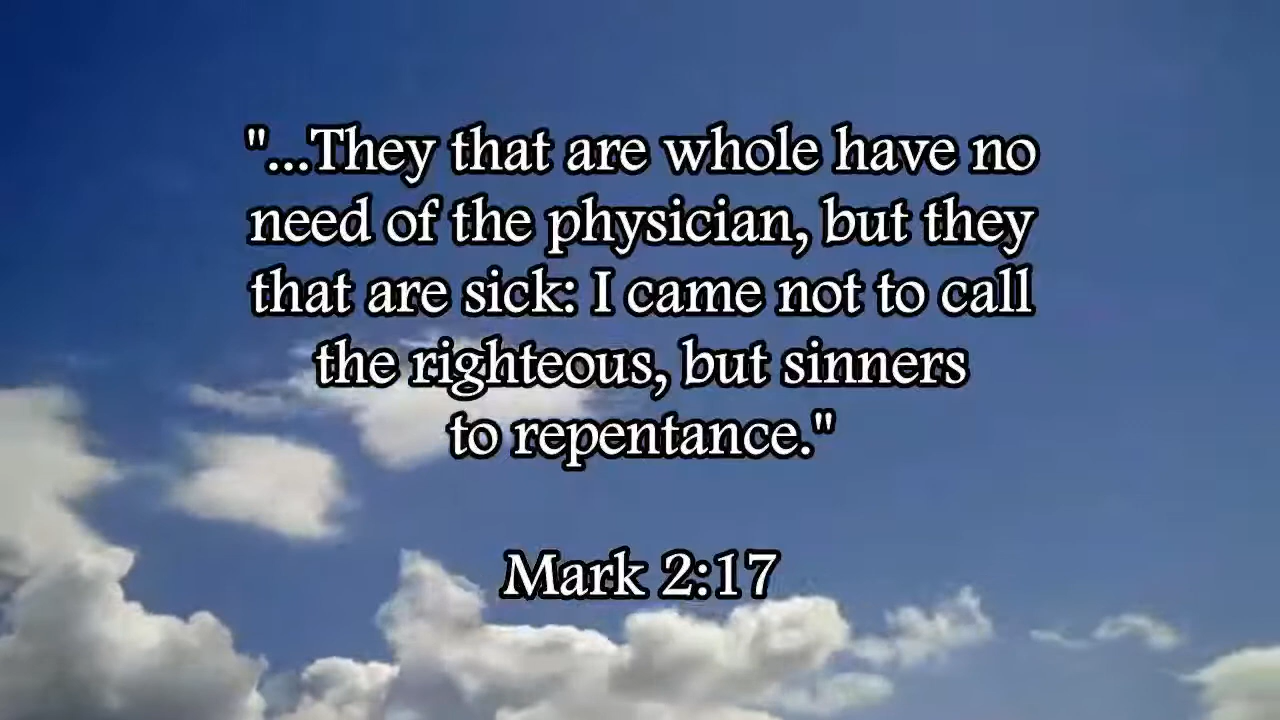 "...They that are whole have no
need of the physician, but they
that are sick: I came not to call
the righteous, but sinners
to repentance."
Mark 2:17